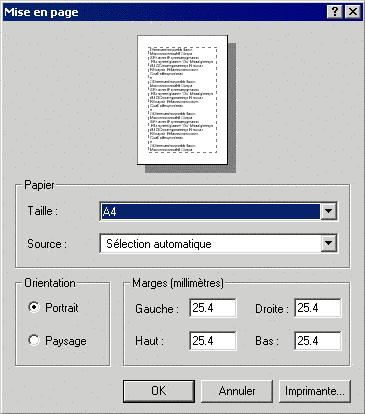 Mise en page
Papier
Taille : A4
Source : Sélection automatique
Orientation
Portrait
Paysage
Marges (millimètres)
Gauche : 25.4 Droite : 25.4
Haut : 25.4 Bas : 25.4
OK Annuler Imprimante...